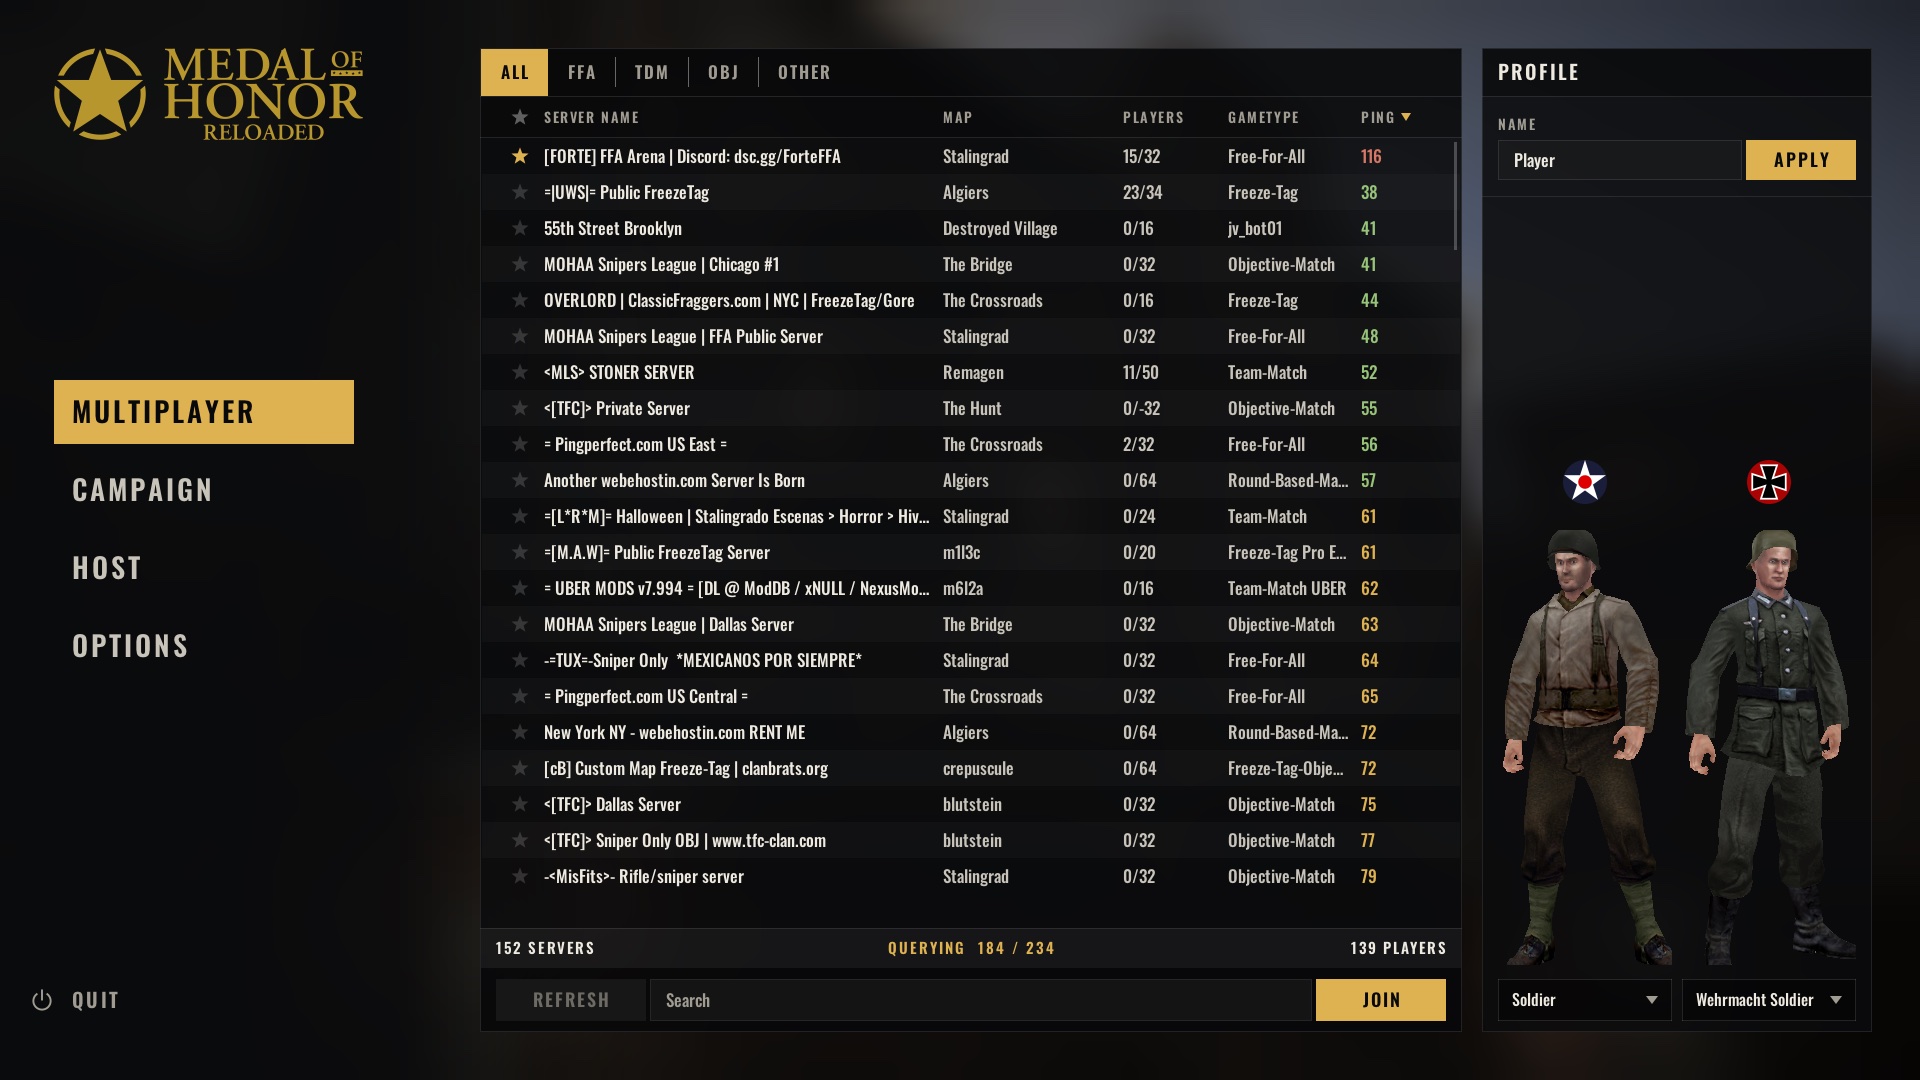 MEDAL OF
HONOR
RELOADED
MULTIPLAYER
CAMPAIGN
HOST
OPTIONS
QUIT
ALL FFA TDM OBJ OTHER
SERVER NAME MAP PLAYERS GAMETYPE PING
[FORTE] FFA Arena | Discord: dsc.gg/ForteFFA Stalingrad 15/32 Free-For-All 116
=|UWS|= Public FreezeTag Algiers 23/34 Freeze-Tag 38
55th Street Brooklyn Destroyed Village 0/16 jv_bot01 41
MOHAA Snipers League | Chicago #1 The Bridge 0/32 Objective-Match 41
OVERLORD | ClassicFraggers.com | NYC | FreezeTag/Gore The Crossroads 0/16 Freeze-Tag 44
MOHAA Snipers League | FFA Public Server Stalingrad 0/32 Free-For-All 48
<MLS> STONER SERVER Remagen 11/50 Team-Match 52
<[TFC]> Private Server The Hunt 0/-32 Objective-Match 55
= Pingperfect.com US East = The Crossroads 2/32 Free-For-All 56
Another webehostin.com Server Is Born Algiers 0/64 Round-Based-Ma... 57
=[L*R*M]= Halloween | Stalingrado Escenas > Horror > Hiv... Stalingrad 0/24 Team-Match 61
=[M.A.W]= Public FreezeTag Server m1l3c 0/20 Freeze-Tag Pro E... 61
= UBER MODS v7.994 = [DL @ ModDB / xNULL / NexusMo... m6l2a 0/16 Team-Match UBER 62
MOHAA Snipers League | Dallas Server The Bridge 0/32 Objective-Match 63
-=TUX=-Sniper Only *MEXICANOS POR SIEMPRE* Stalingrad 0/32 Free-For-All 64
= Pingperfect.com US Central = The Crossroads 0/32 Free-For-All 65
New York NY - webehostin.com RENT ME Algiers 0/64 Round-Based-Ma... 72
[cB] Custom Map Freeze-Tag | clanbrats.org crepuscule 0/64 Freeze-Tag-Obje... 72
<[TFC]> Dallas Server blutstein 0/32 Objective-Match 75
<[TFC]> Sniper Only OBJ | www.tfc-clan.com blutstein 0/32 Objective-Match 77
-<MisFits>- Rifle/sniper server Stalingrad 0/32 Objective-Match 79
152 SERVERS QUERYING 184 / 234 139 PLAYERS
REFRESH Search JOIN
PROFILE
NAME
Player APPLY
Soldier Wehrmacht Soldier